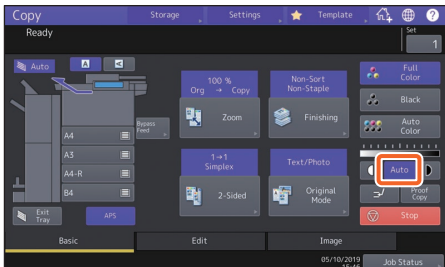 Copy
Storage
Settings
Template
?
Ready
Set
1
Auto
A
100 %
Org → Copy
Non-Sort
Non-Staple
Full
Color
Black
Zoom
Finishing
Bypass
Feed
Auto
Color
A4
A3
1→1
Simplex
Text/Photo
Auto
A4-R
B4
2-Sided
Original
Mode
Proof
Copy
Exit
Tray
APS
Stop
Basic
Edit
Image
05/10/2019
15:46
Job Status